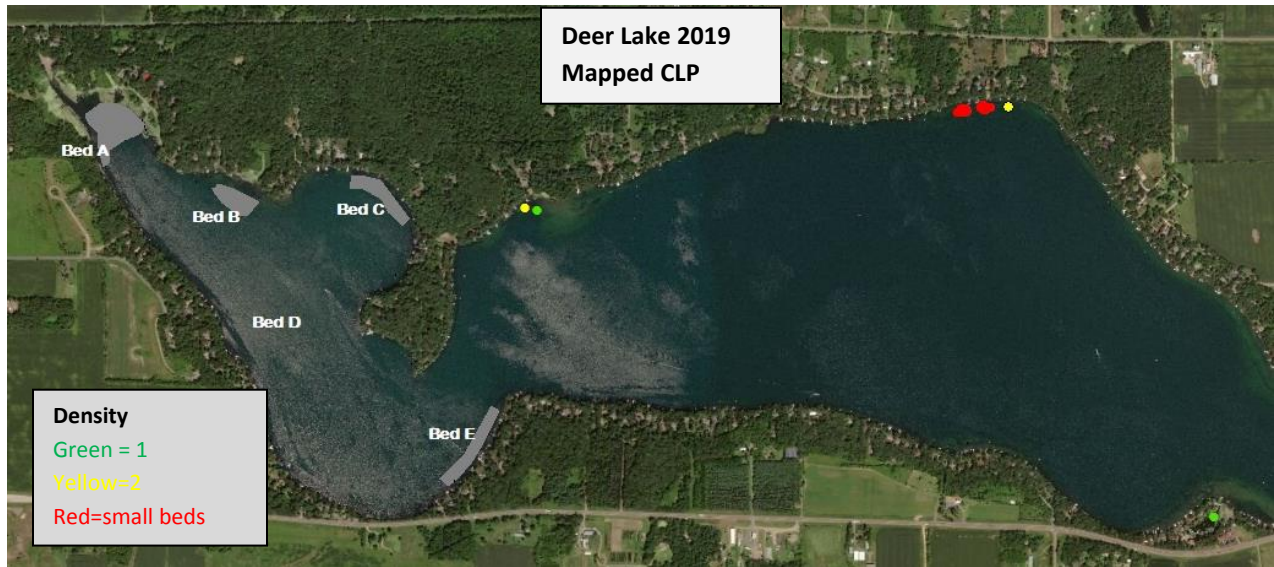 Deer Lake 2019
Mapped CLP
Bed A
Bed B
Bed C
Bed D
Bed E
Density
Green = 1
Yellow=2
Red=small beds